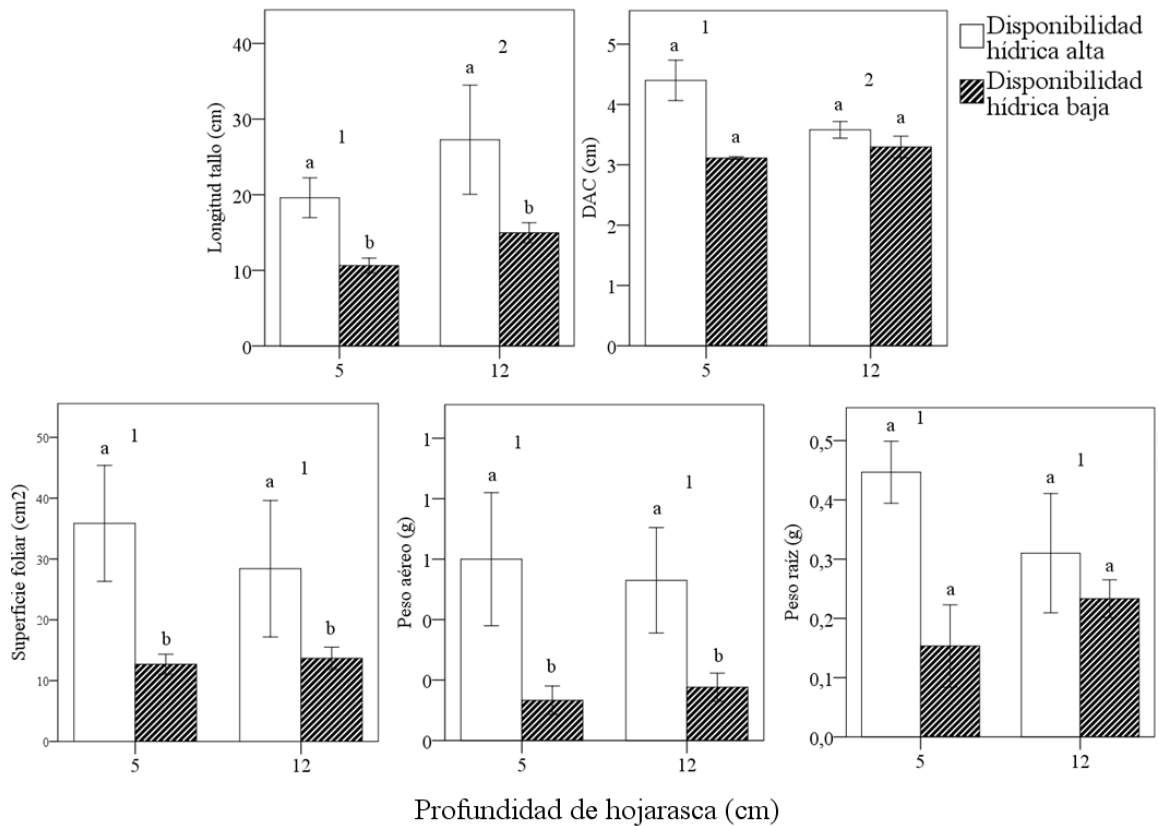 Disponibilidad
hídrica alta
Disponibilidad
hídrica baja
Longitud tallo (cm)
40
30
20
10
0
a 1 b
a 2 b
5 12
DAC (cm)
5
4
3
2
1
0
a 1 a
a 2 a
5 12
Superficie foliar (cm2)
50
40
30
20
10
0
a 1 b
a 1 b
5 12
Peso aéreo (g)
1
1
1
0
0
0
a 1 b
a 1 b
5 12
Peso raíz (g)
0,5
0,4
0,3
0,2
0,1
0,0
a 1 a
a 1 a
5 12
Profundidad de hojarasca (cm)